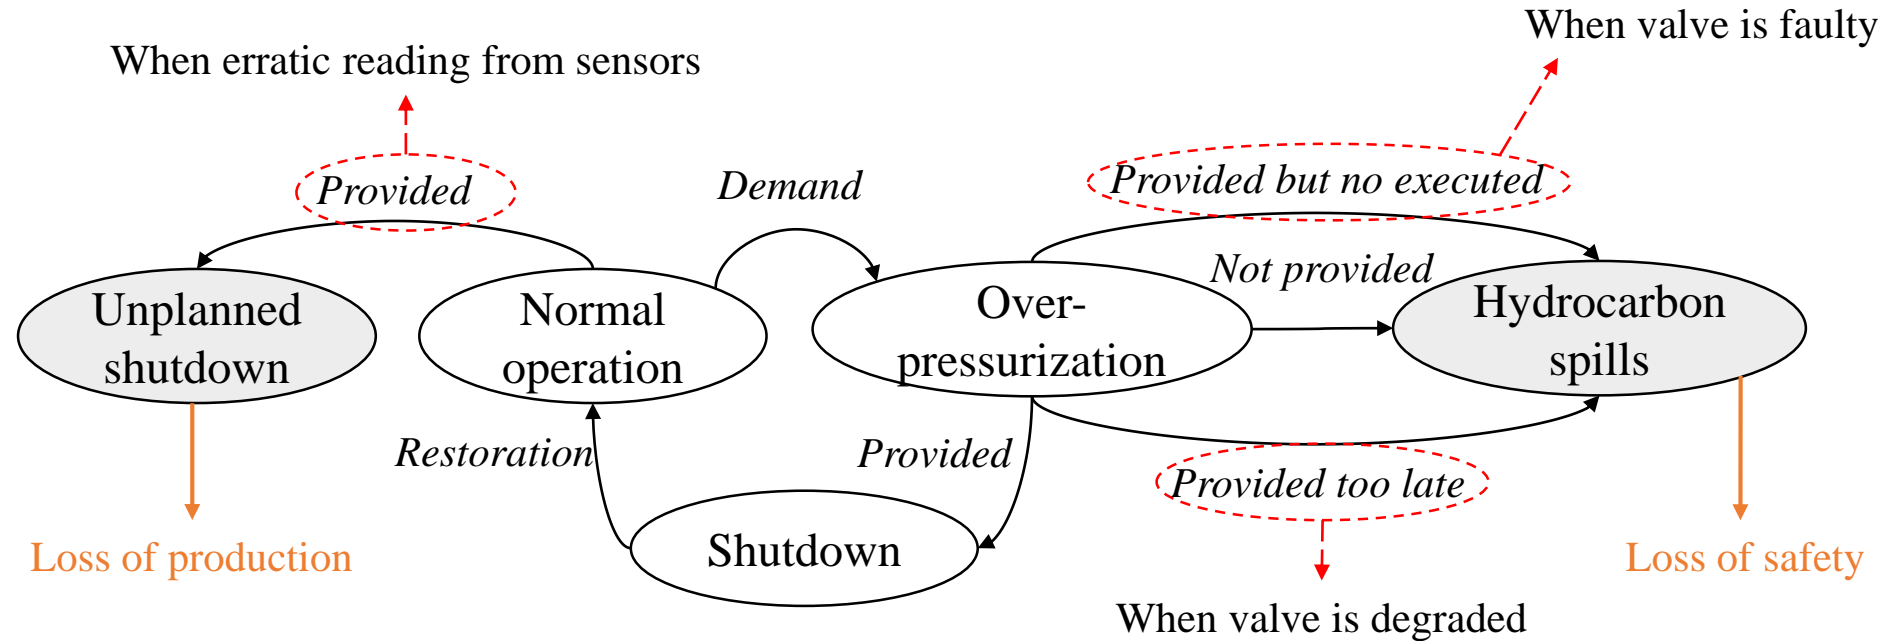 When valve is faulty
When erratic reading from sensors
Provided
Demand
Provided but no executed
Not provided
Unplanned
shutdown
Normal
operation
Over-
pressurization
Hydrocarbon
spills
Restoration
Provided
Provided too late
Shutdown
Loss of production
Loss of safety
When valve is degraded